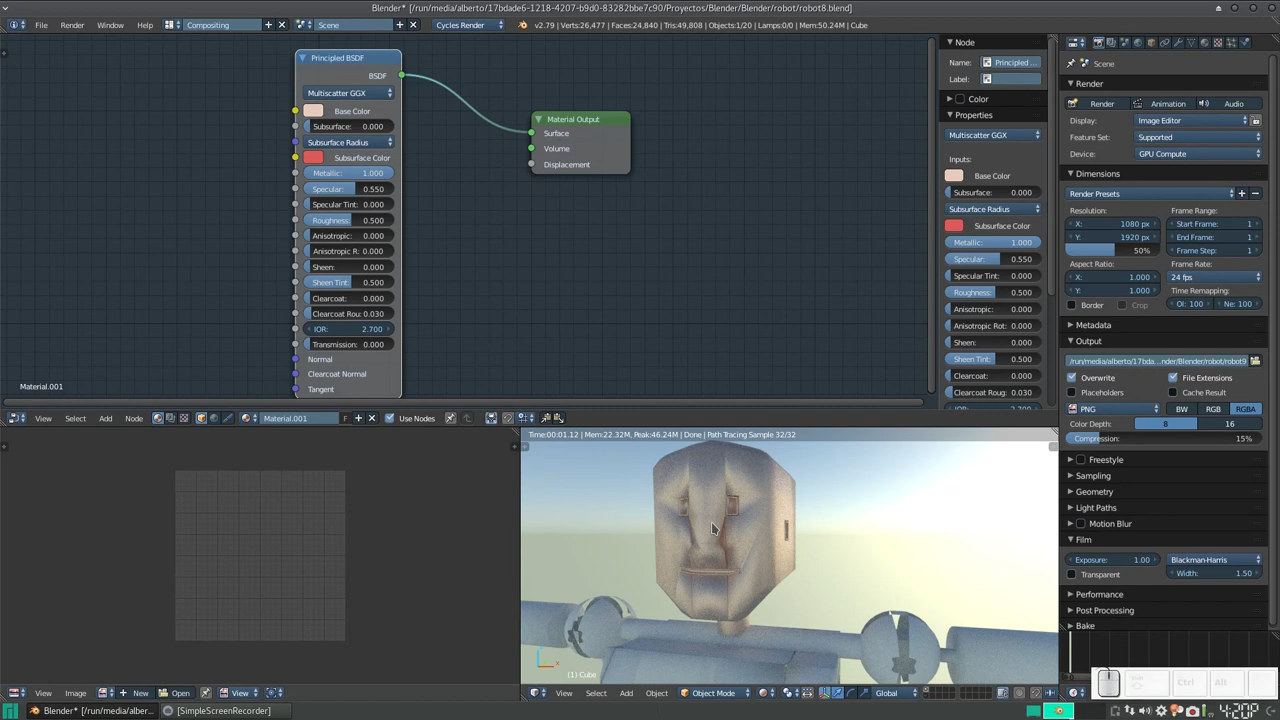 Blender* [/run/media/alberto/17bdade6-1218-4207-b9d0-83282bbe7c90/Proyectos/Blender/Blender/robot/robot8.blend]
File Render Window Help Compositing Scene Cycles Render v2.79 | Verts:26,477 | Faces:24,840 | Tris:49,808 | Objects:1/20 | Lamps:0/0 | Mem:50.24M | Cube
Principled BSDF
BSDF
Multiscatter GGX
Base Color
Subsurface: 0.000
Subsurface Radius
Subsurface Color
Metallic: 1.000
Specular: 0.550
Specular Tint: 0.000
Roughness: 0.500
Anisotropic: 0.000
Anisotropic R: 0.000
Sheen: 0.000
Sheen Tint: 0.500
Clearcoat: 0.000
Clearcoat Rou: 0.030
IOR: 2.700
Transmission: 0.000
Normal
Clearcoat Normal
Tangent
Material Output
Surface
Volume
Displacement
Material.001
Node
Name: Principled ...
Label:
Color
Properties
Multiscatter GGX
Inputs:
Base Color
Subsurface: 0.000
Subsurface Radius
Subsurface Color
Metallic: 1.000
Specular: 0.550
Specular Tint: 0.000
Roughness: 0.500
Anisotropic: 0.000
Anisotropic Rot: 0.000
Sheen: 0.000
Sheen Tint: 0.500
Clearcoat: 0.000
Clearcoat Roug: 0.030
Scene
Render
Render Animation Audio
Display: Image Editor
Feature Set: Supported
Device: GPU Compute
Dimensions
Render Presets
Resolution: Frame Range:
X: 1080 px Start Frame: 1
Y: 1920 px End Frame: 1
50% Frame Step: 1
Aspect Ratio: Frame Rate:
X: 1.000 24 fps
Y: 1.000 Time Remapping:
Border Crop Ol: 100 Ne: 100
Metadata
Output
/run/media/alberto/17bda...nder/Blender/robot/robot9
Overwrite File Extensions
Placeholders Cache Result
PNG BW RGB RGBA
Color Depth: 8 16
Compression: 15%
Freestyle
Sampling
Geometry
Light Paths
Motion Blur
Film
Exposure: 1.00 Blackman-Harris
Transparent Width: 1.50
Performance
Post Processing
Bake
View Select Add Node Material.001 F Use Nodes
Time:00:01.12 | Mem:22.32M, Peak:46.24M | Done | Path Tracing Sample 32/32
(1) Cube
View Image New Open View
View Select Add Object Object Mode Global
Ctrl Alt
Blender* [/run/media/alb... [SimpleScreenRecorder]